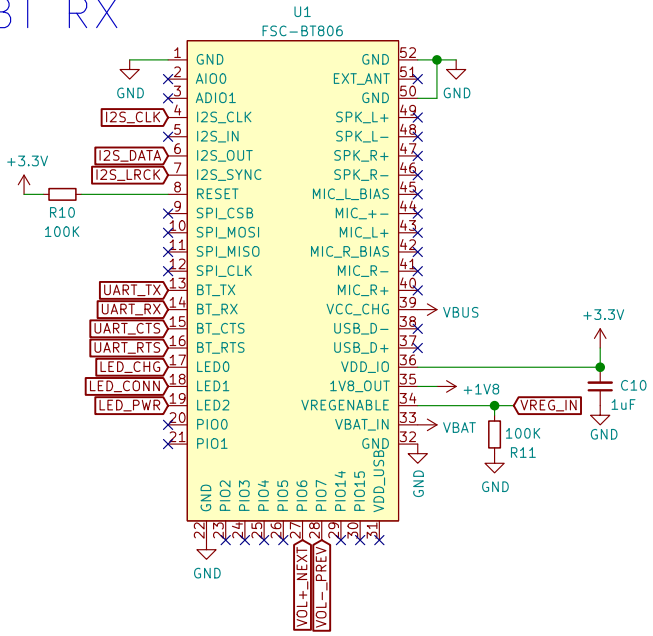 BT RX
U1
FSC-BT806
1 GND
2 AIO0
3 ADIO1
I2S_CLK 4 I2S_CLK
5 I2S_IN
I2S_DATA 6 I2S_OUT
I2S_LRCK 7 I2S_SYNC
+3.3V
R10
100K
8 RESET
9 SPI_CSB
10 SPI_MOSI
11 SPI_MISO
12 SPI_CLK
UART_TX 13 BT_TX
UART_RX 14 BT_RX
UART_CTS 15 BT_CTS
UART_RTS 16 BT_RTS
LED_CHG 17 LED0
LED_CONN 18 LED1
LED_PWR 19 LED2
20 PIO0
21 PIO1
GND
GND 52
EXT_ANT 51
GND 50
GND
SPK_L+ 49
SPK_L- 48
SPK_R+ 47
SPK_R- 46
MIC_L_BIAS 45
MIC_+- 44
MIC_L+ 43
MIC_R_BIAS 42
MIC_R- 41
MIC_R+ 40
VCC_CHG 39 VBUS
USB_D- 38
USB_D+ 37
VDD_IO 36
+3.3V
C10
1uF
GND
1V8_OUT 35 +1V8
VREGENABLE 34 VREG_IN
100K
R11
GND
VBAT_IN 33 VBAT
GND 32
GND
GND 22
GND
PIO2 23
PIO3 24
PIO4 25
PIO5 26
PIO6 27 VOL+_NEXT
PIO7 28 VOL-_PREV
PIO14 29
PIO15 30
VDD_USB 31